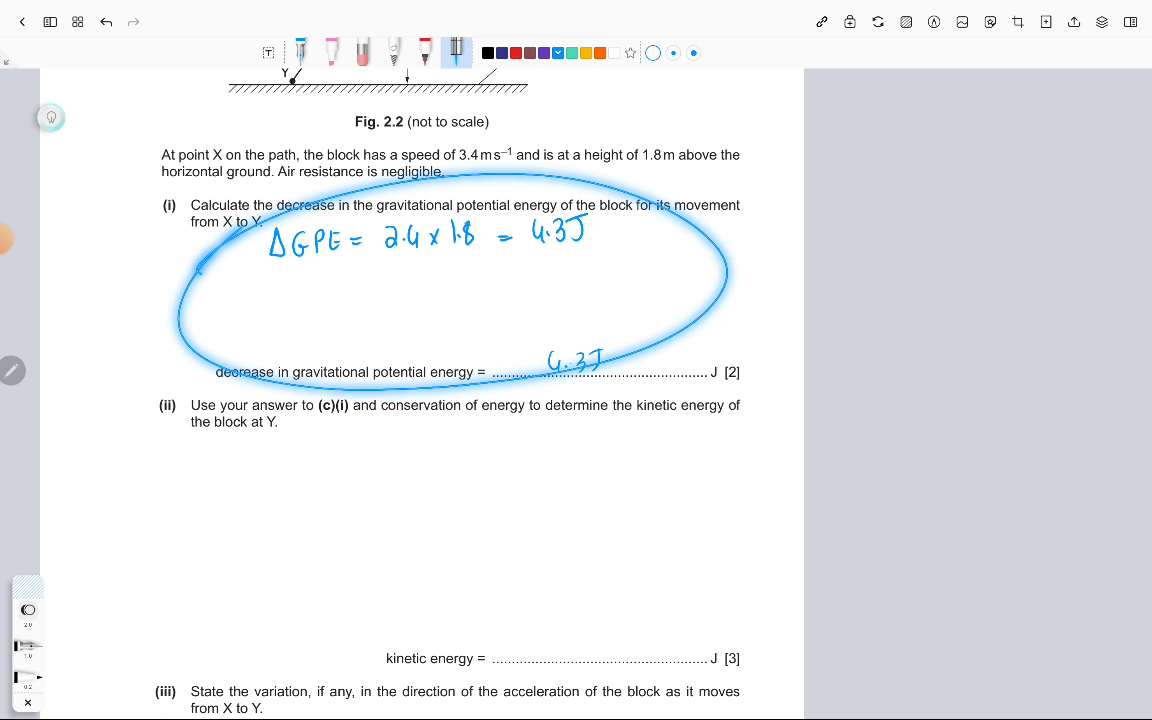 Y
Fig. 2.2 (not to scale)
At point X on the path, the block has a speed of 3.4 m s⁻¹ and is at a height of 1.8 m above the
horizontal ground. Air resistance is negligible.
(i) Calculate the decrease in the gravitational potential energy of the block for its movement
from X to Y.
ΔGPE = 2.4 × 1.8 = 4.3J
4.3J
decrease in gravitational potential energy = ...................................................... J [2]
(ii) Use your answer to (c)(i) and conservation of energy to determine the kinetic energy of
the block at Y.
kinetic energy = ...................................................... J [3]
(iii) State the variation, if any, in the direction of the acceleration of the block as it moves
from X to Y.
2.0
1.0
0.2